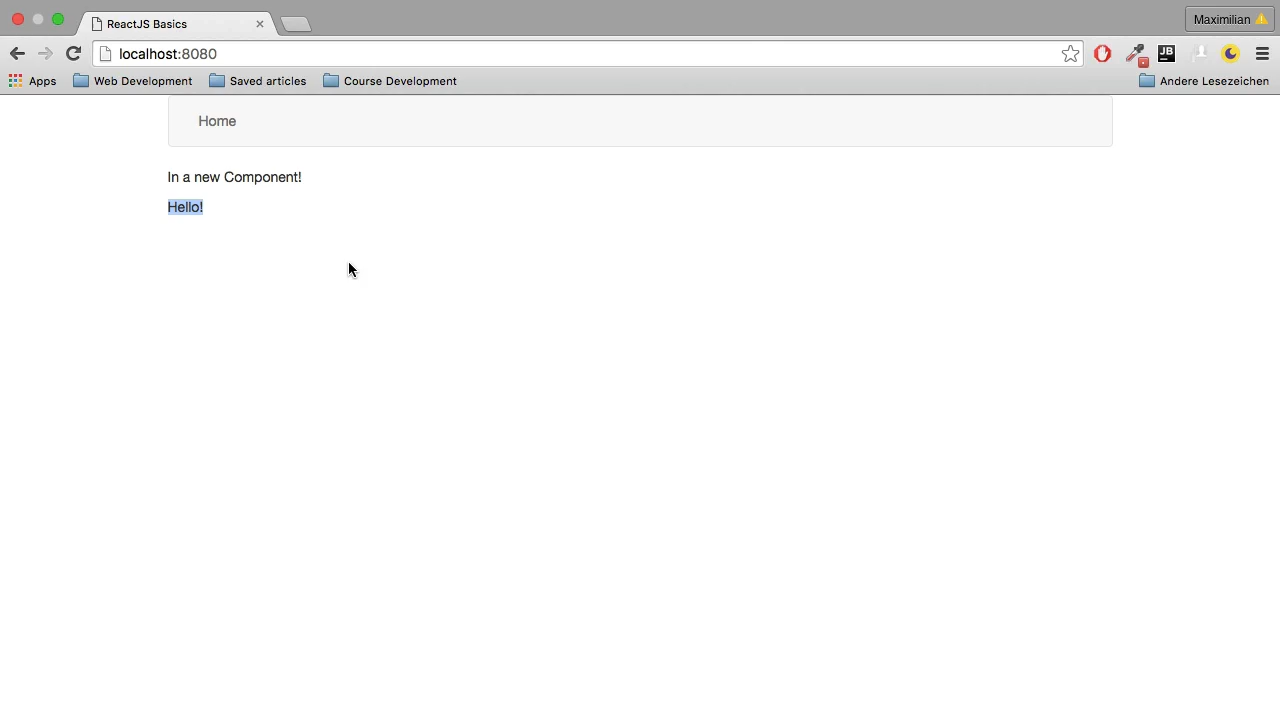 ReactJS Basics
Maximilian
localhost:8080
JB
Apps
Web Development
Saved articles
Course Development
Andere Lesezeichen
Home
In a new Component!
Hello!